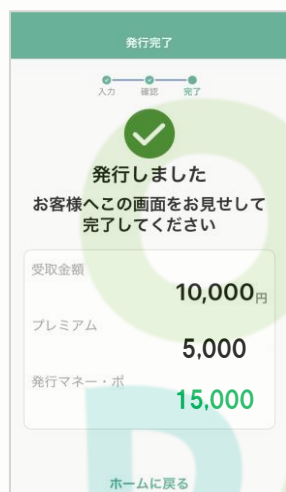 発行完了
入力 確認 完了
発行しました
お客様へこの画面をお見せして
完了してください
受取金額
10,000円
プレミアム
5,000
発行マネー・ポ
15,000
ホームに戻る